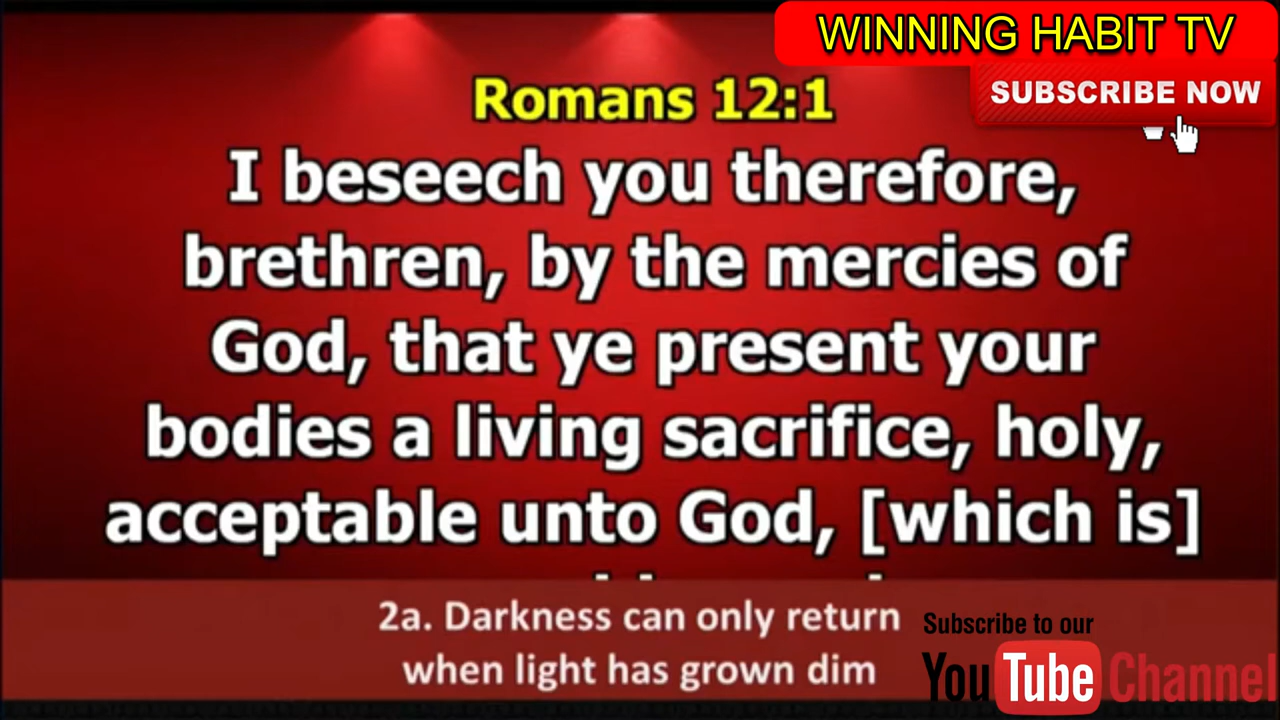 WINNING HABIT TV
SUBSCRIBE NOW
Romans 12:1
I beseech you therefore,
brethren, by the mercies of
God, that ye present your
bodies a living sacrifice, holy,
acceptable unto God, [which is]
2a. Darkness can only return
when light has grown dim
Subscribe to our
YouTube Channel